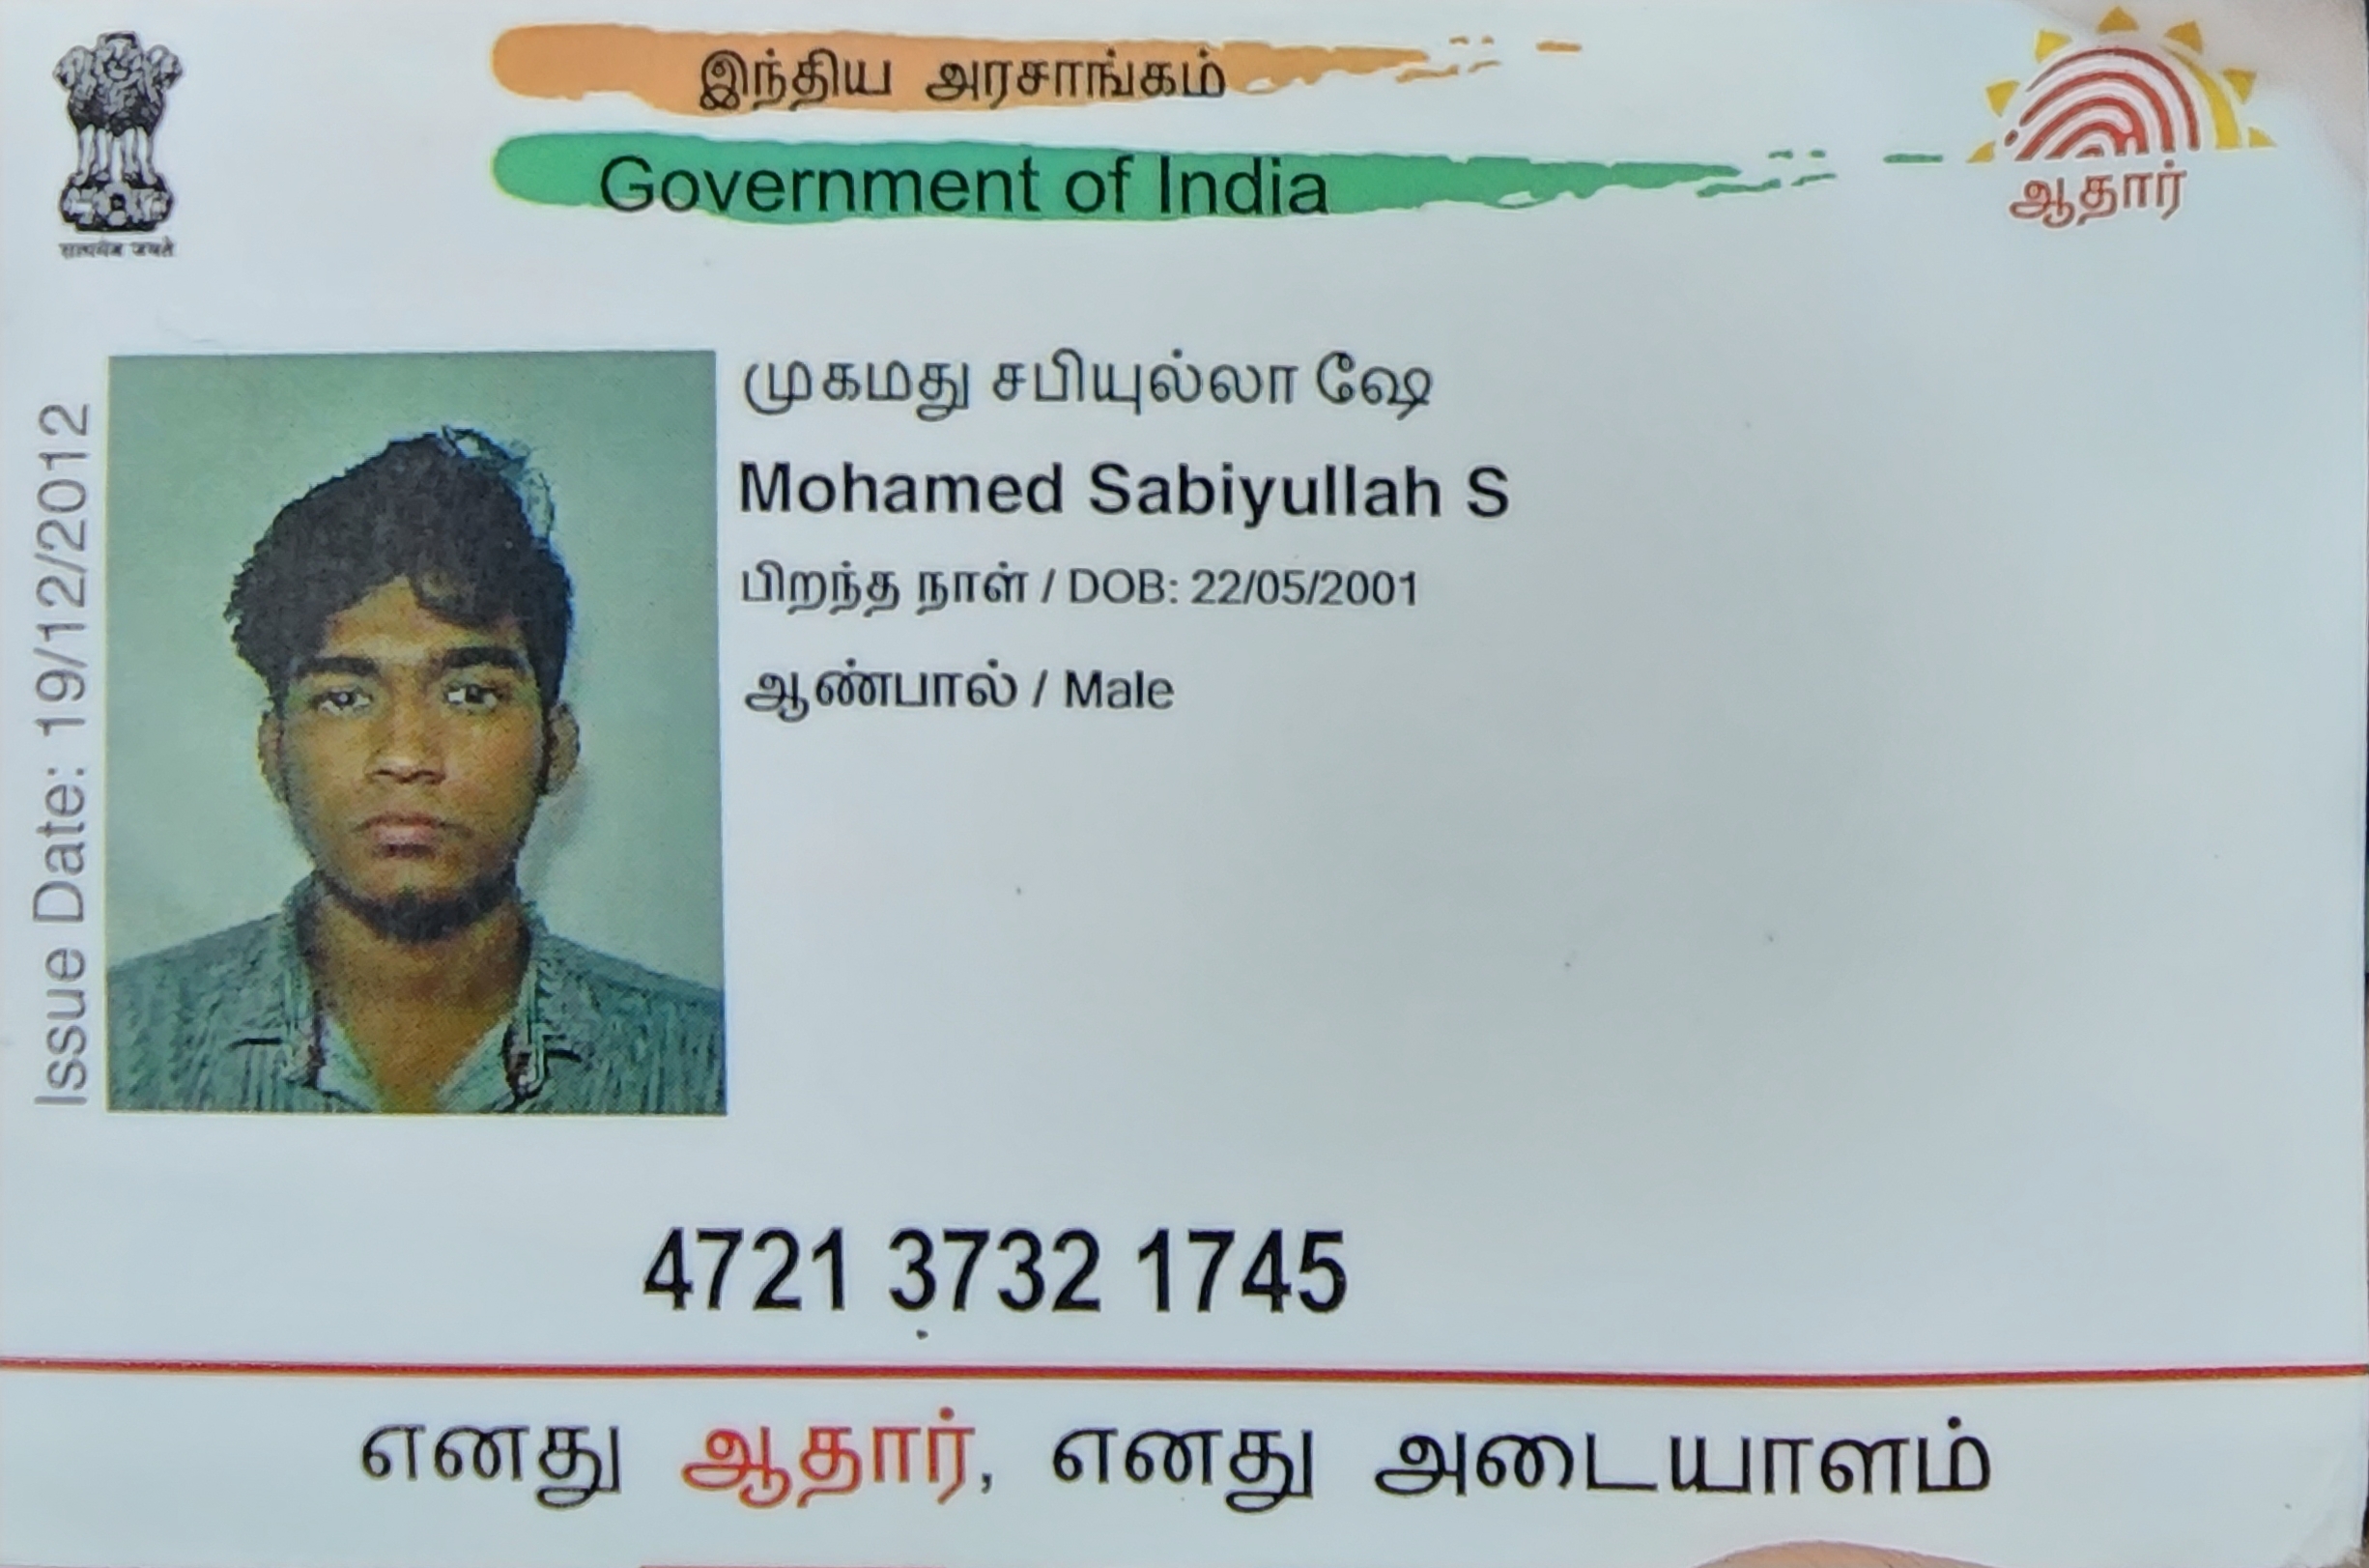 இந்திய அரசாங்கம்
Government of India
सत्यमेव जयते
ஆதார்
Issue Date: 19/12/2012
முகமது சபியுல்லா ஷே
Mohamed Sabiyullah S
பிறந்த நாள் / DOB: 22/05/2001
ஆண்பால் / Male
4721 3732 1745
எனது ஆதார், எனது அடையாளம்